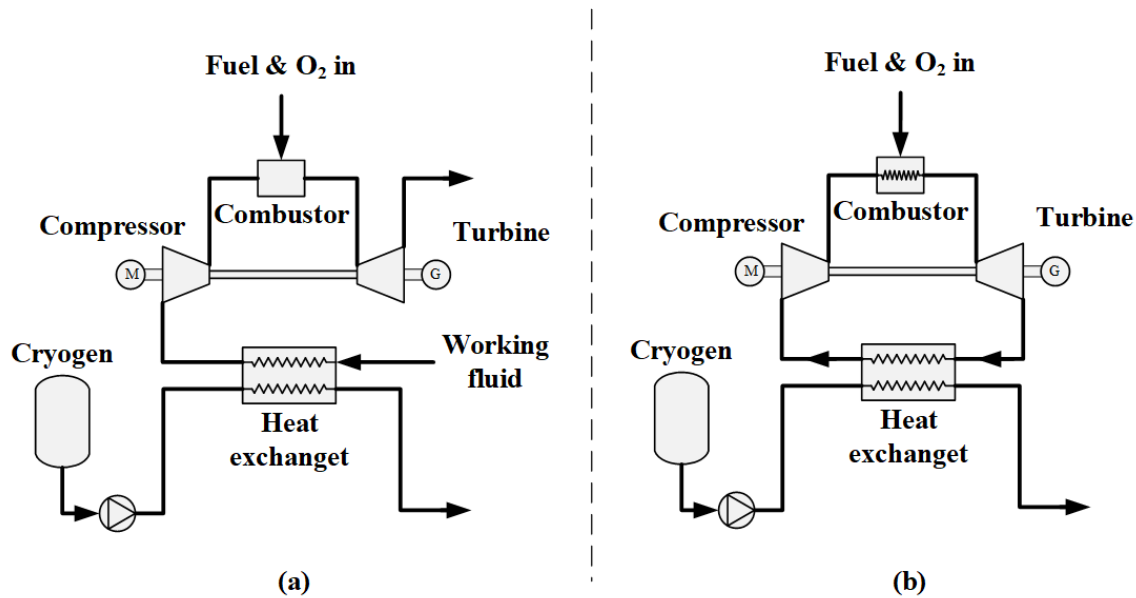 Fuel & O2 in
Combustor
Compressor
Turbine
M
G
Cryogen
Working
fluid
Heat
exchanget
(a)
Fuel & O2 in
Combustor
Compressor
Turbine
M
G
Cryogen
Heat
exchanget
(b)